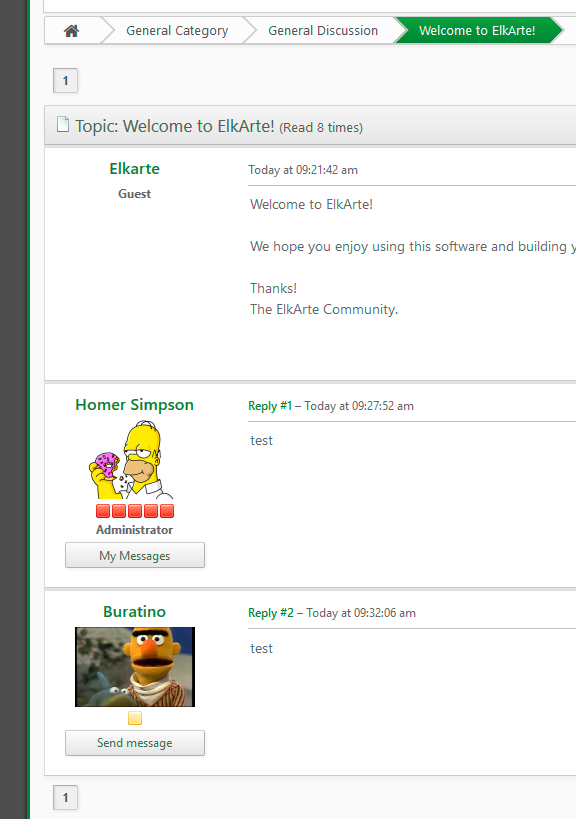 General Category General Discussion Welcome to ElkArte!
1
Topic: Welcome to ElkArte! (Read 8 times)
Elkarte
Guest
Today at 09:21:42 am
Welcome to ElkArte!
We hope you enjoy using this software and building
Thanks!
The ElkArte Community.
Homer Simpson
Administrator
My Messages
Reply #1 – Today at 09:27:52 am
test
Buratino
Send message
Reply #2 – Today at 09:32:06 am
test
1